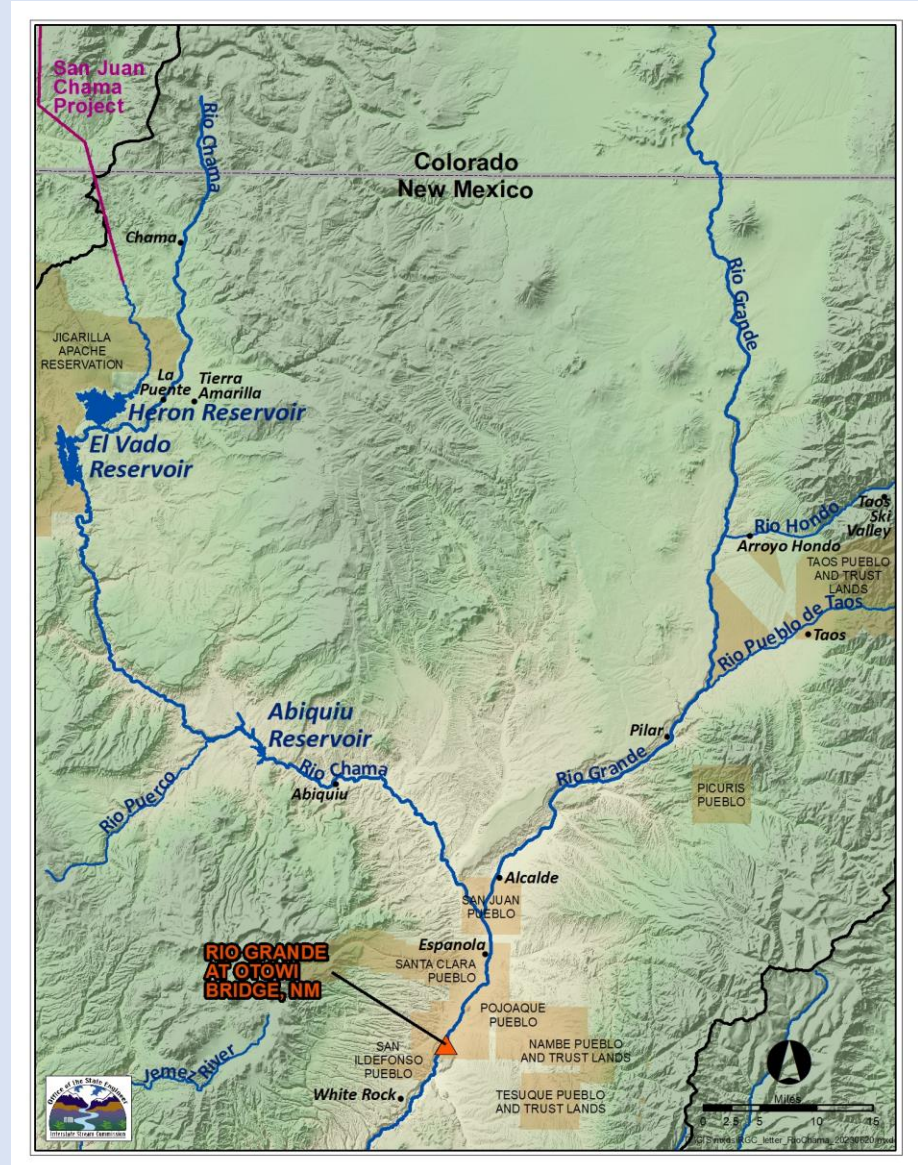 San Juan
Chama
Project
Rio Chama
Colorado
New Mexico
Chama
Rio Grande
JICARILLA
APACHE
RESERVATION
La
Puente
Tierra
Amarilla
Heron Reservoir
El Vado
Reservoir
Taos
Ski
Valley
Rio Hondo
Arroyo Hondo
TAOS PUEBLO
AND TRUST
LANDS
Rio Pueblo de Taos
Taos
Abiquiu
Reservoir
Pilar
Rio Chama
Rio Grande
Abiquiu
Rio Puerco
PICURIS
PUEBLO
Alcalde
SAN JUAN
PUEBLO
RIO GRANDE
AT OTOWI
BRIDGE, NM
Espanola
SANTA CLARA
PUEBLO
POJOAQUE
PUEBLO
SAN
ILDEFONSO
PUEBLO
NAMBE PUEBLO
AND TRUST LANDS
Jemez River
White Rock
TESUQUE PUEBLO
AND TRUST LANDS
Office of the State Engineer
Interstate Stream Commission
Miles
0 2.5 5 10 15